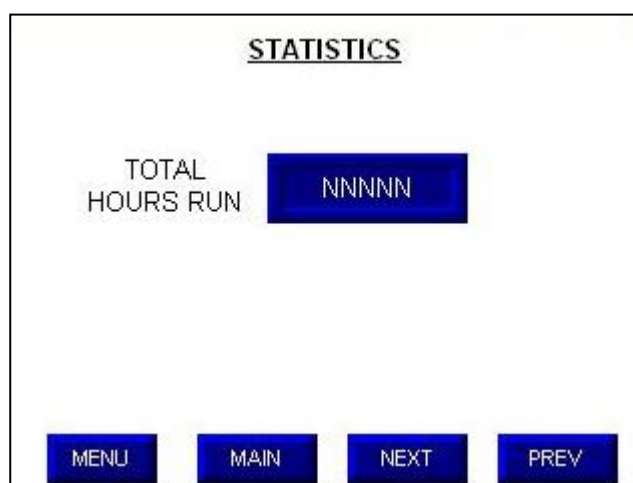 STATISTICS
TOTAL
HOURS RUN
NNNNN
MENU
MAIN
NEXT
PREV